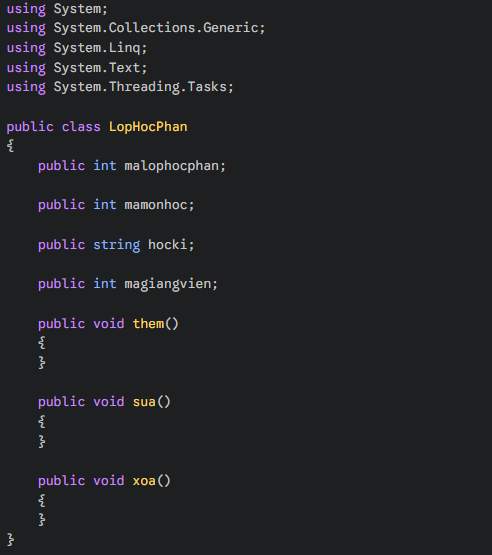 using System;
using System.Collections.Generic;
using System.Linq;
using System.Text;
using System.Threading.Tasks;

public class LopHocPhan
{
    public int malophocphan;

    public int mamonhoc;

    public string hocki;

    public int magiangvien;

    public void them()
    {
    }

    public void sua()
    {
    }

    public void xoa()
    {
    }
}